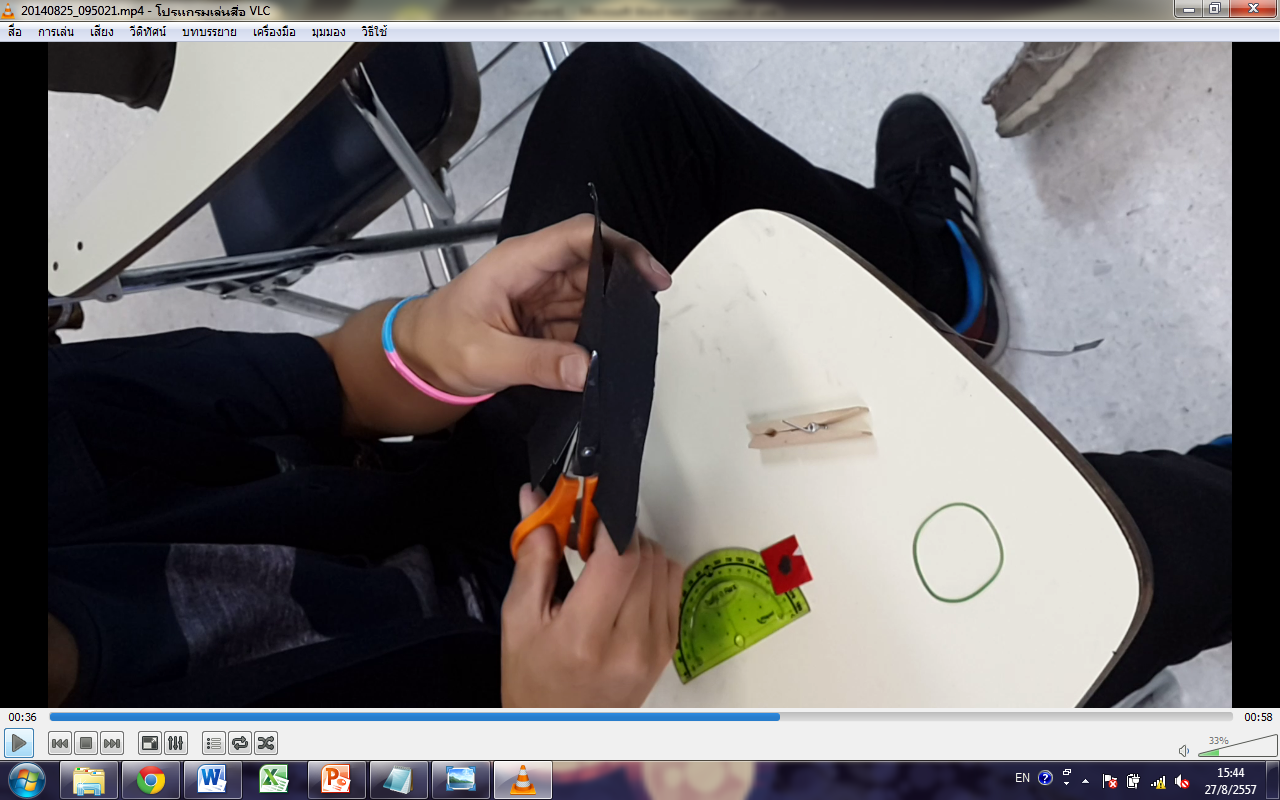 20140825_095021.mp4 - โปรแกรมเล่นสื่อ VLC
สื่อ การเล่น เสียง วีดิทัศน์ บทบรรยาย เครื่องมือ มุมมอง วิธีใช้
00:36 00:58
33%
EN 15:44
27/8/2557